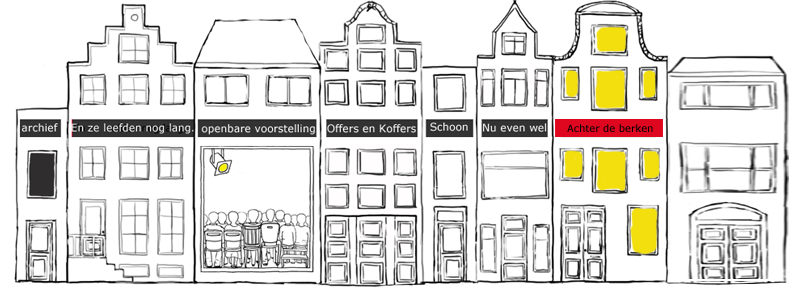 archief
En ze leefden nog lang.
openbare voorstelling
Offers en Koffers
Schoon
Nu even wel
Achter de berken